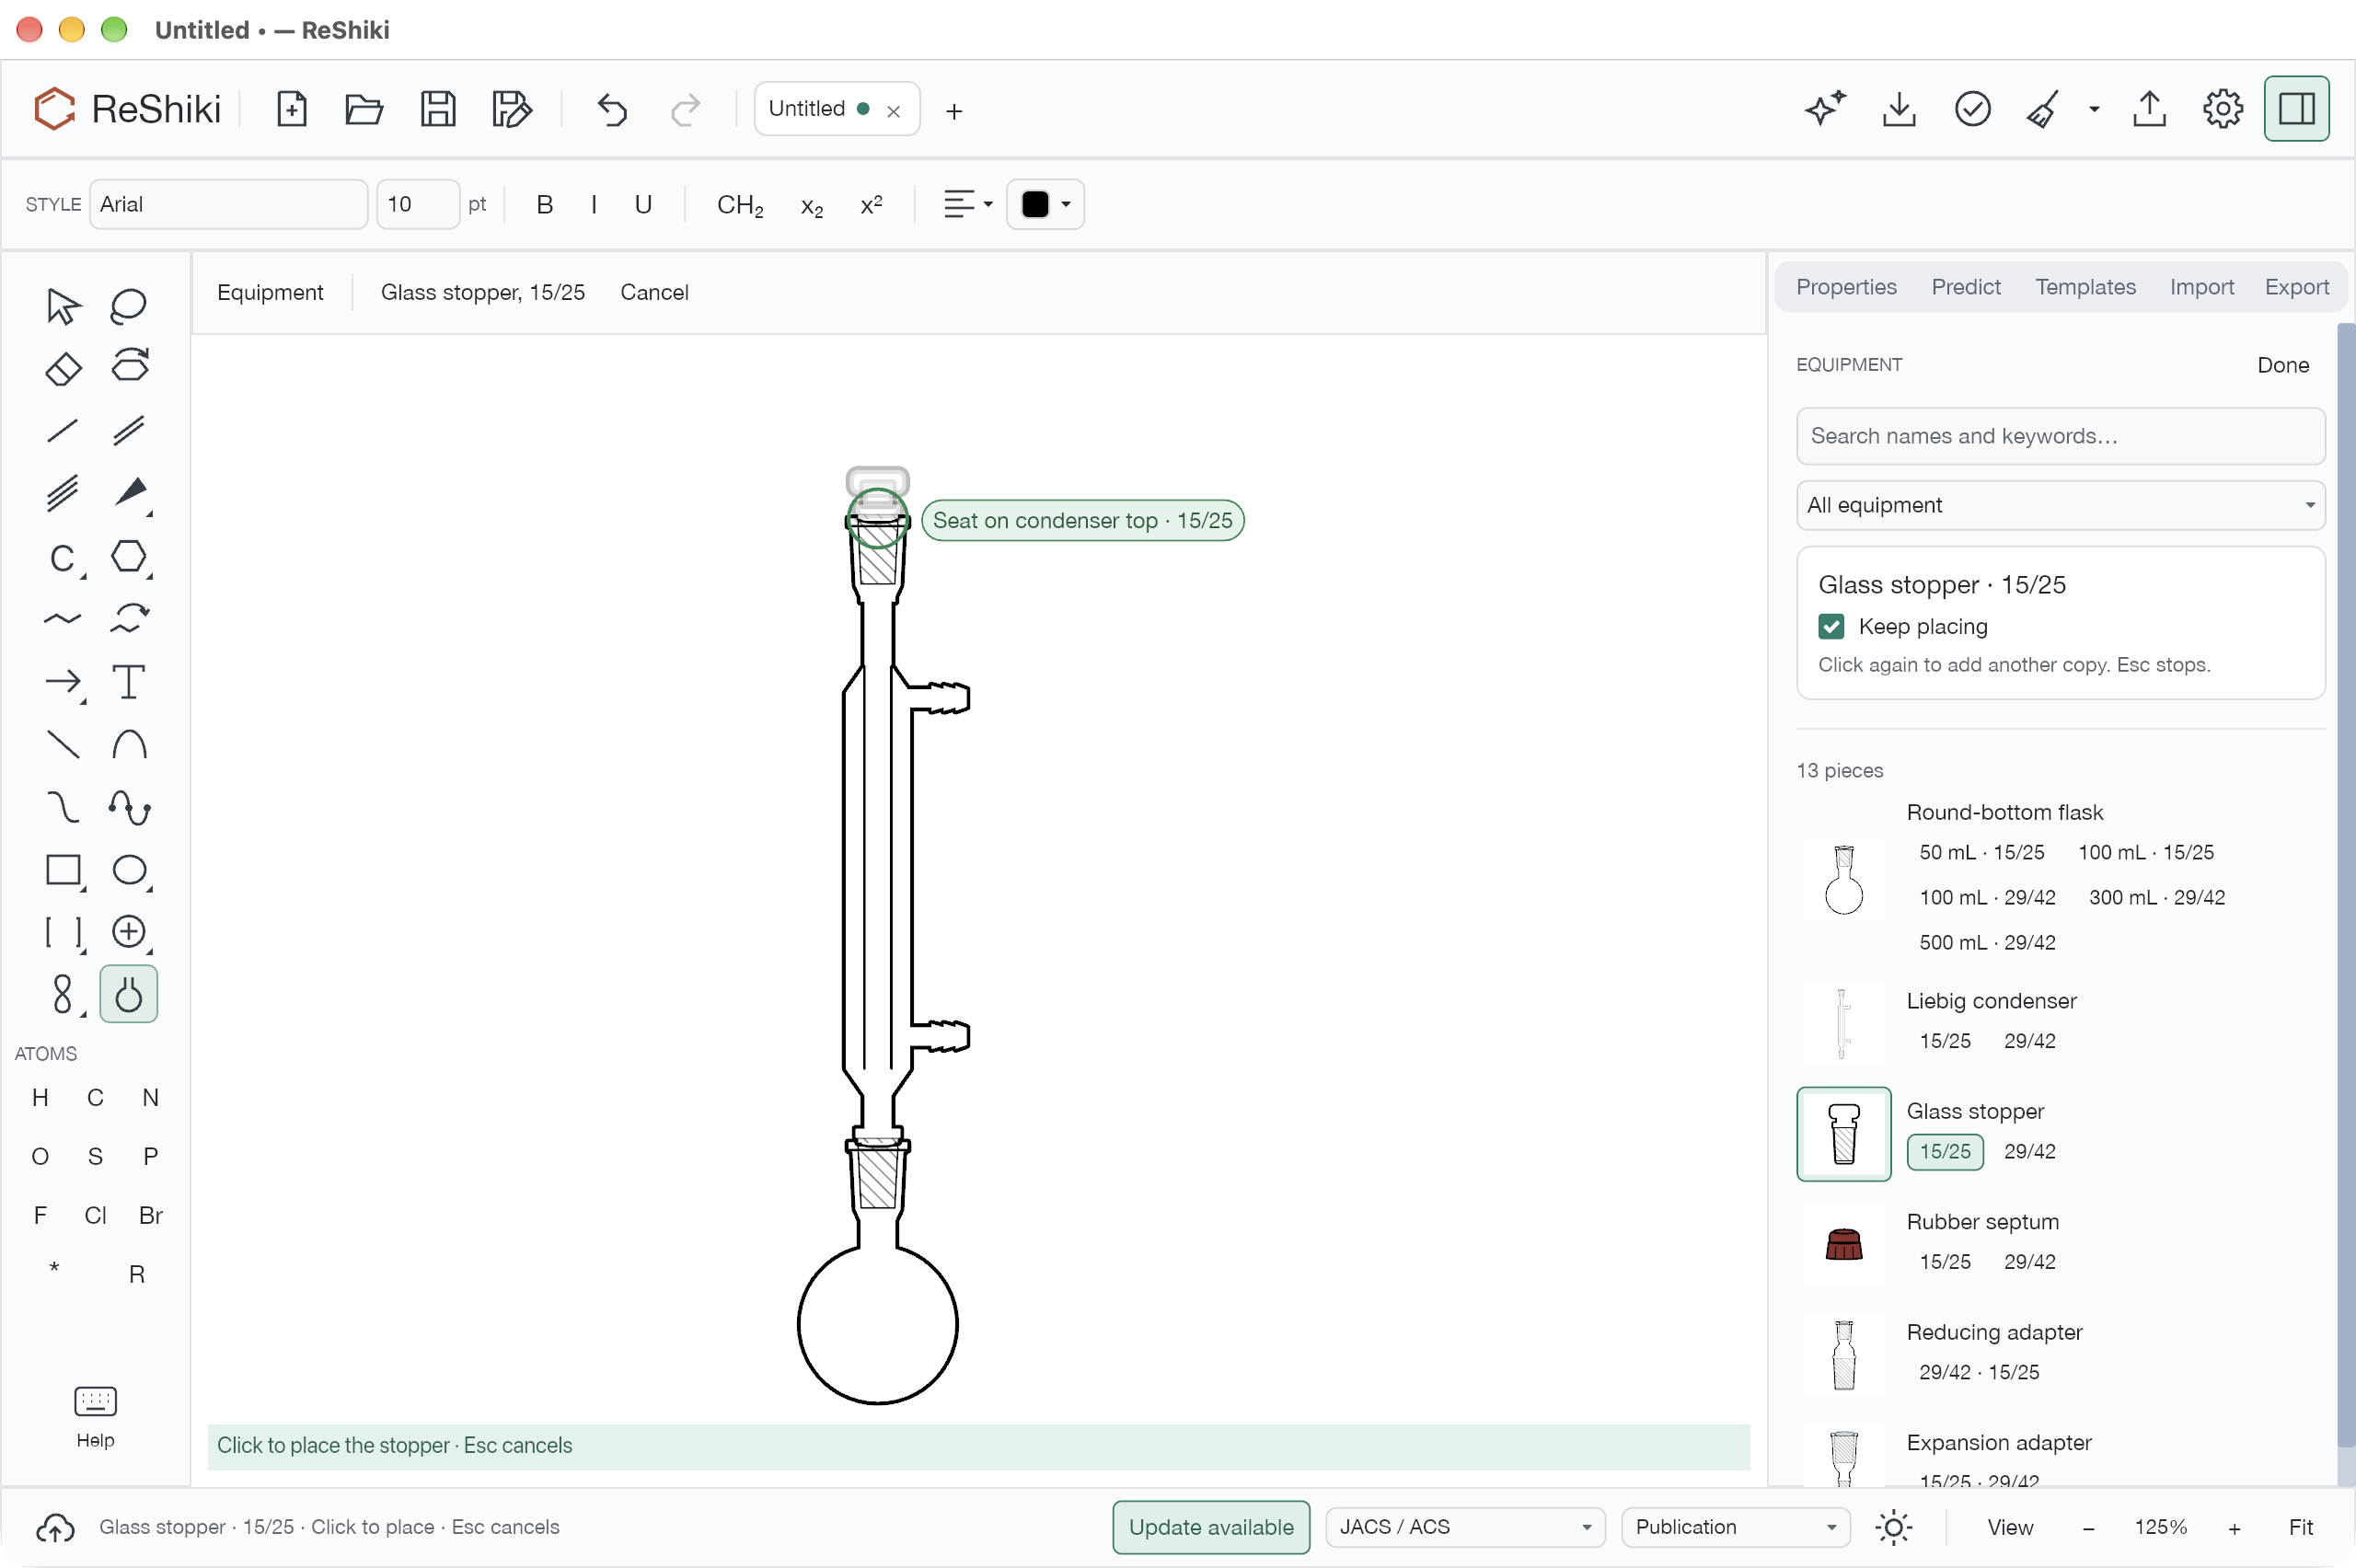 Untitled • — ReShiki
ReShiki
Untitled
STYLE Arial 10 pt B I U CH₂ x₂ x²
Equipment Glass stopper, 15/25 Cancel
Properties Predict Templates Import Export
EQUIPMENT Done
Search names and keywords...
All equipment
Glass stopper · 15/25
Keep placing
Click again to add another copy. Esc stops.
13 pieces
Round-bottom flask
50 mL · 15/25 100 mL · 15/25
100 mL · 29/42 300 mL · 29/42
500 mL · 29/42
Liebig condenser
15/25 29/42
Glass stopper
15/25 29/42
Rubber septum
15/25 29/42
Reducing adapter
29/42 · 15/25
Expansion adapter
15/25 · 29/42
Seat on condenser top · 15/25
C
T
ATOMS
H C N
O S P
F Cl Br
* R
Help
Click to place the stopper · Esc cancels
Glass stopper · 15/25 · Click to place · Esc cancels
Update available JACS / ACS Publication View − 125% + Fit